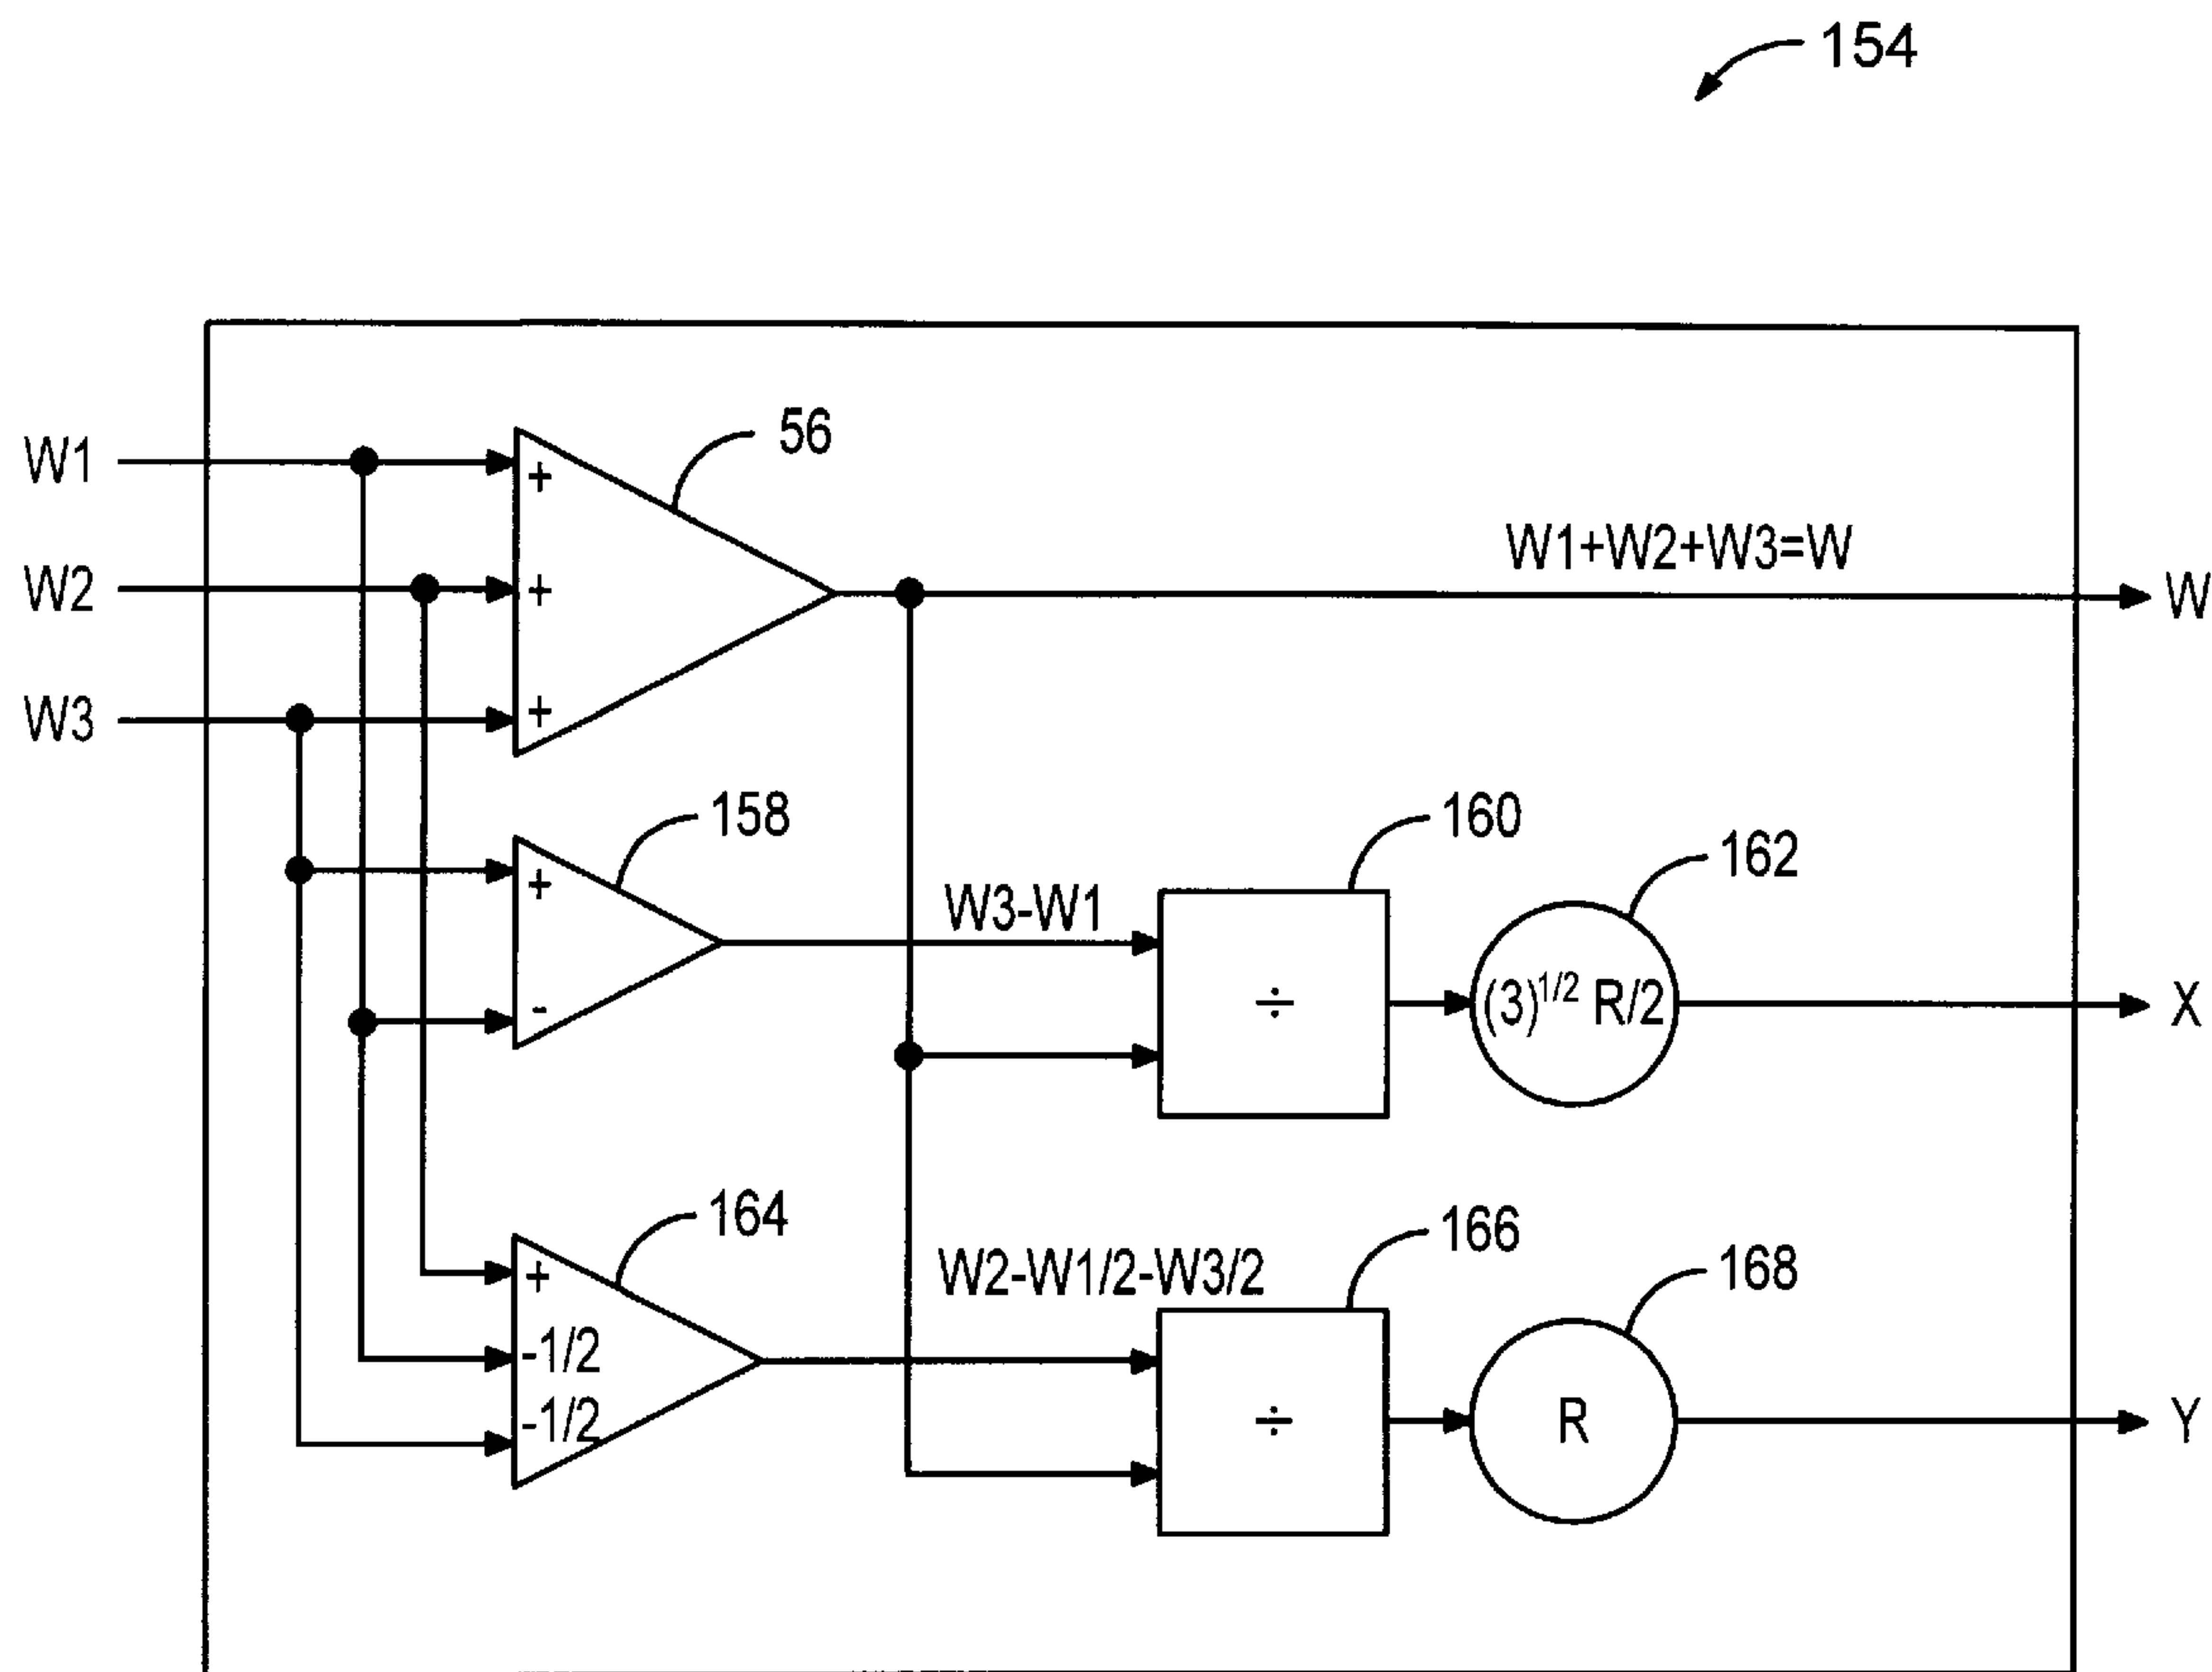 154
56
W1
+
W1+W2+W3=W
W2
+
W
W3
+
158
160
162
+
W3-W1
-
÷
(3)1/2 R/2
X
164
166
168
+
W2-W1/2-W3/2
-1/2
-1/2
÷
R
Y